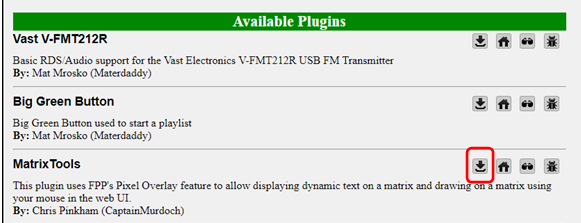 Available Plugins
Vast V-FMT212R
Basic RDS/Audio support for the Vast Electronics V-FMT212R USB FM Transmitter
By: Mat Mrosko (Materdaddy)
Big Green Button
Big Green Button used to start a playlist
By: Mat Mrosko (Materdaddy)
MatrixTools
This plugin uses FPP's Pixel Overlay feature to allow displaying dynamic text on a matrix and drawing on a matrix using
your mouse in the web UI.
By: Chris Pinkham (CaptainMurdoch)